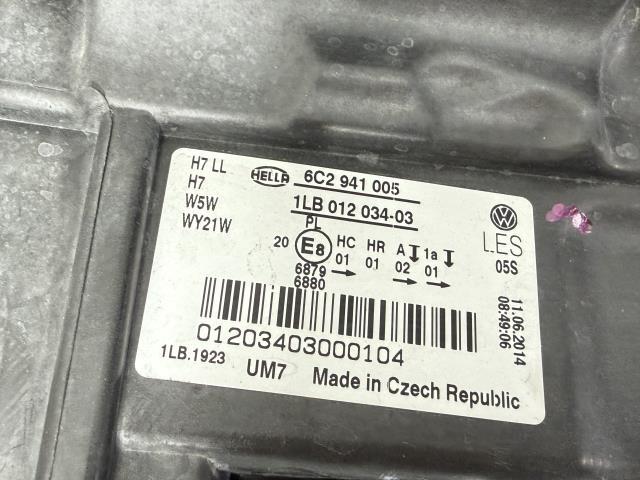 H7 LL
H7
W5W
WY21W
HELLA 6C2 941 005
1LB 012 034-03
PL
20 E8 HC HR A 1a
01 01 02 01
6879
6880
LES
05S
11.06.2014
08:49:06
01203403000104
1LB.1923 UM7 Made in Czech Republic